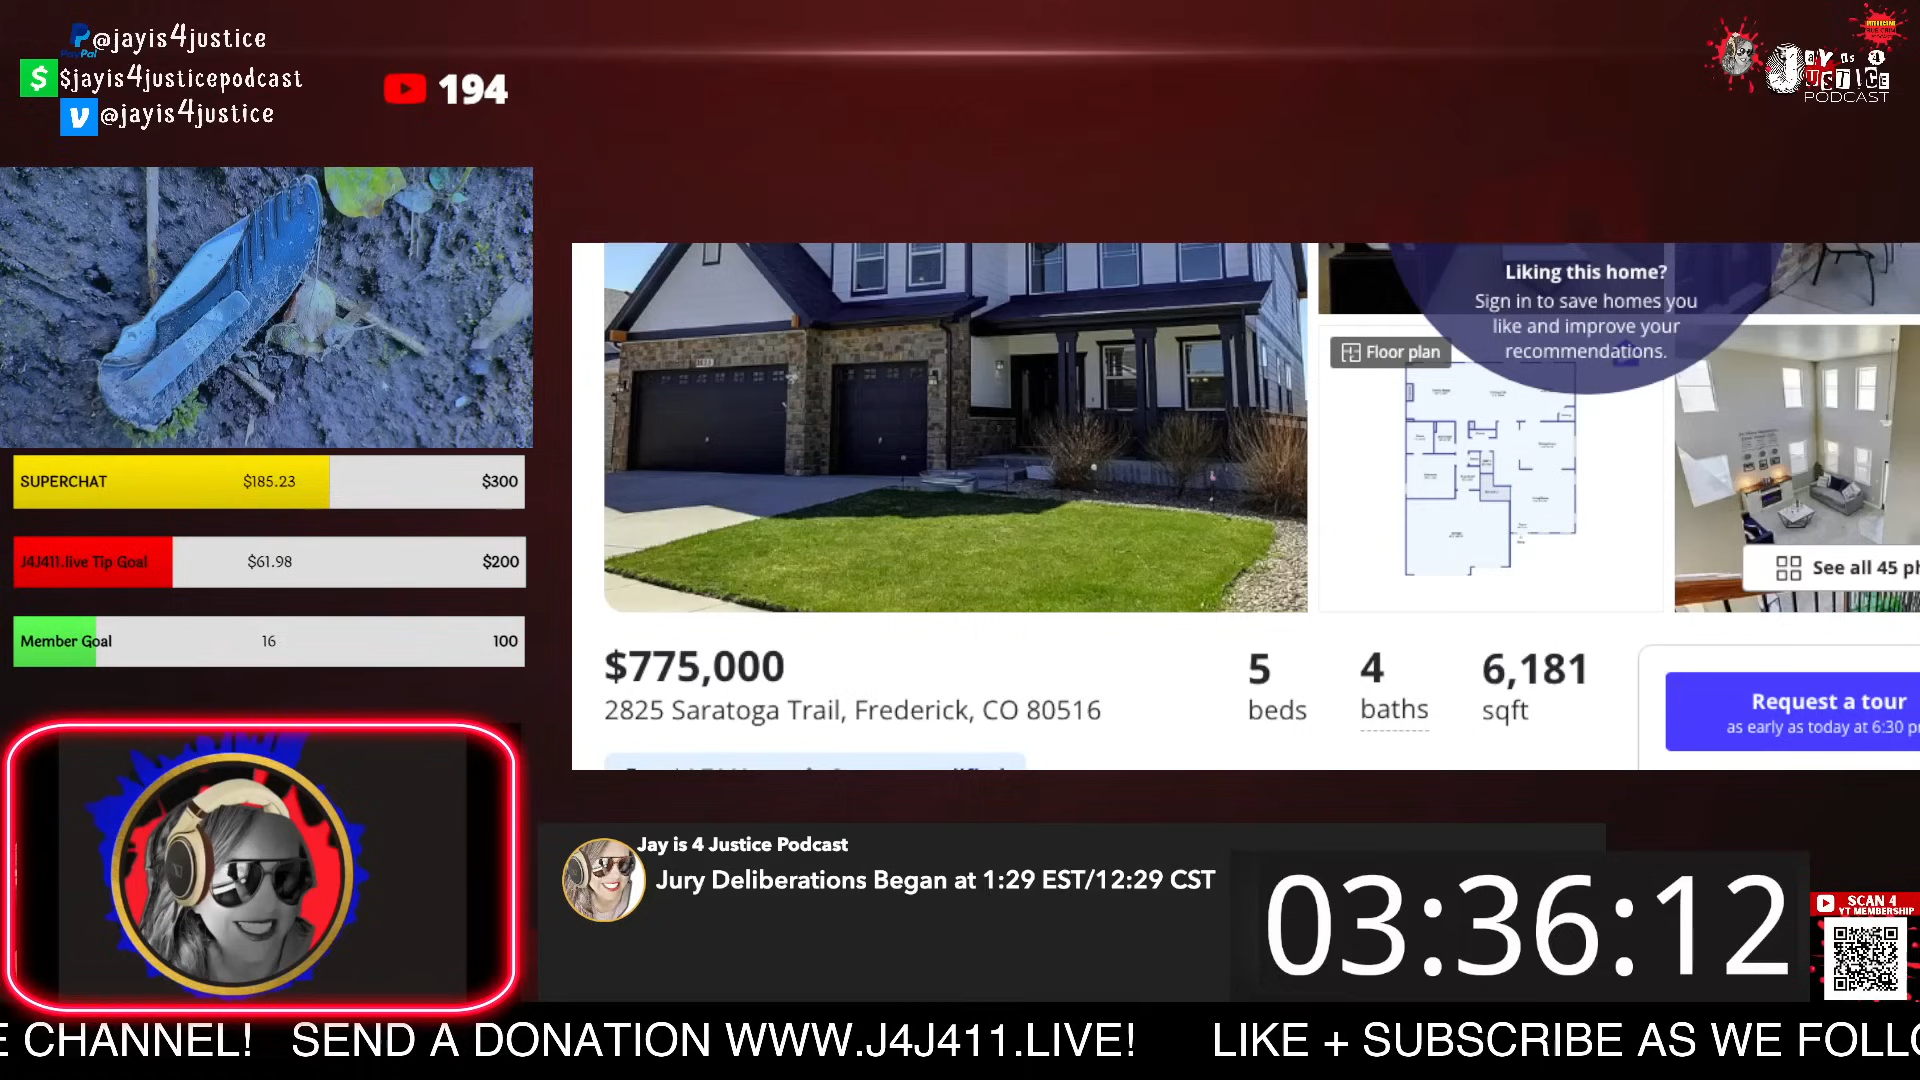 @jayis4justice
PayPal
$jayis4justicepodcast
@jayis4justice
194
JAY IS 4
JUSTICE
PODCAST
Liking this home?
Sign in to save homes you
like and improve your
recommendations.
Floor plan
See all 45 ph
SUPERCHAT $185.23 $300
J4J411.live Tip Goal $61.98 $200
Member Goal 16 100
$775,000
2825 Saratoga Trail, Frederick, CO 80516
5
beds
4
baths
6,181
sqft
Request a tour
as early as today at 6:30 p
Jay is 4 Justice Podcast
Jury Deliberations Began at 1:29 EST/12:29 CST
03:36:12
SCAN 4
YT MEMBERSHIP
E CHANNEL! SEND A DONATION WWW.J4J411.LIVE! LIKE + SUBSCRIBE AS WE FOLLO